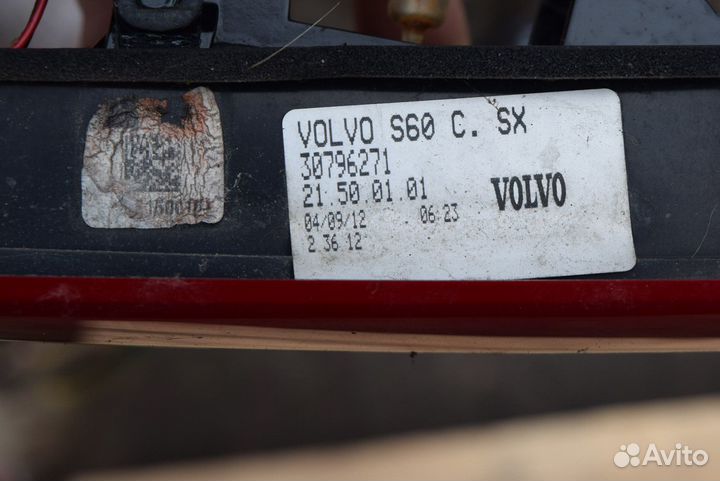 VOLVO S60 C. SX
30796271
21.50.01.01
VOLVO
04/09/12 06:23
2 36 12
Avito